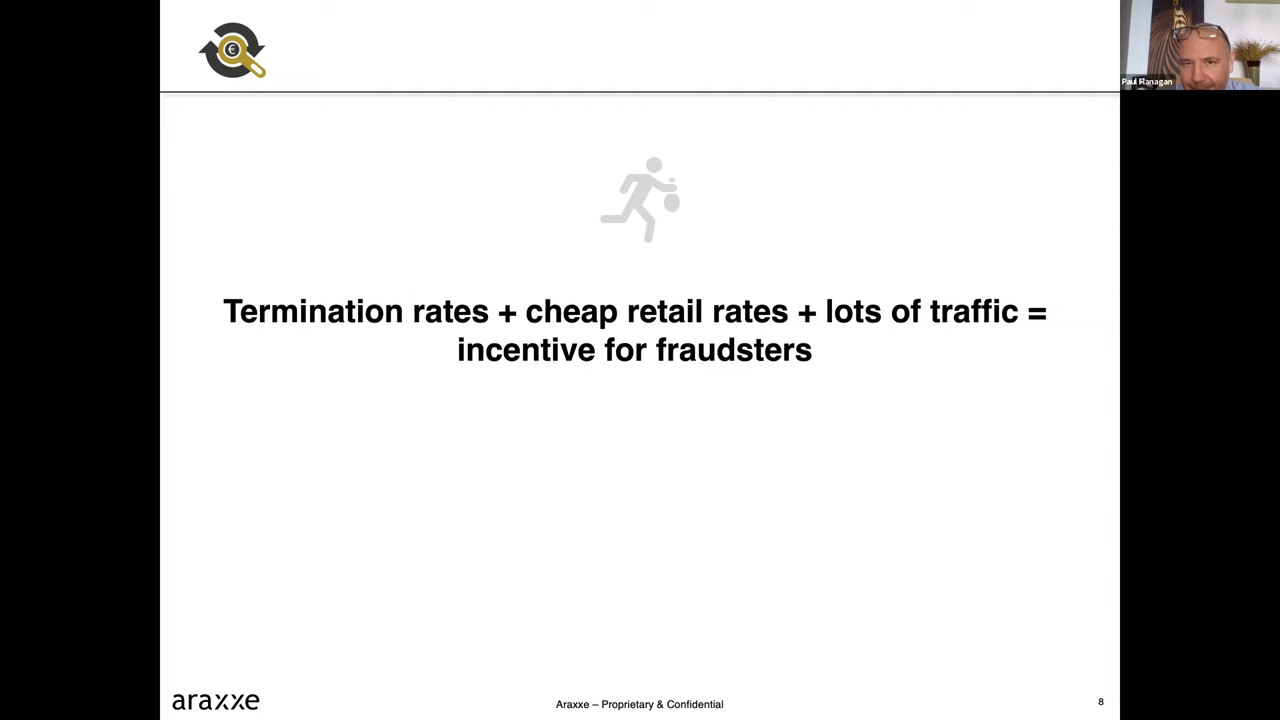 €
Paul Flanagan
Termination rates + cheap retail rates + lots of traffic =
incentive for fraudsters
araxxe
Araxxe – Proprietary & Confidential
8